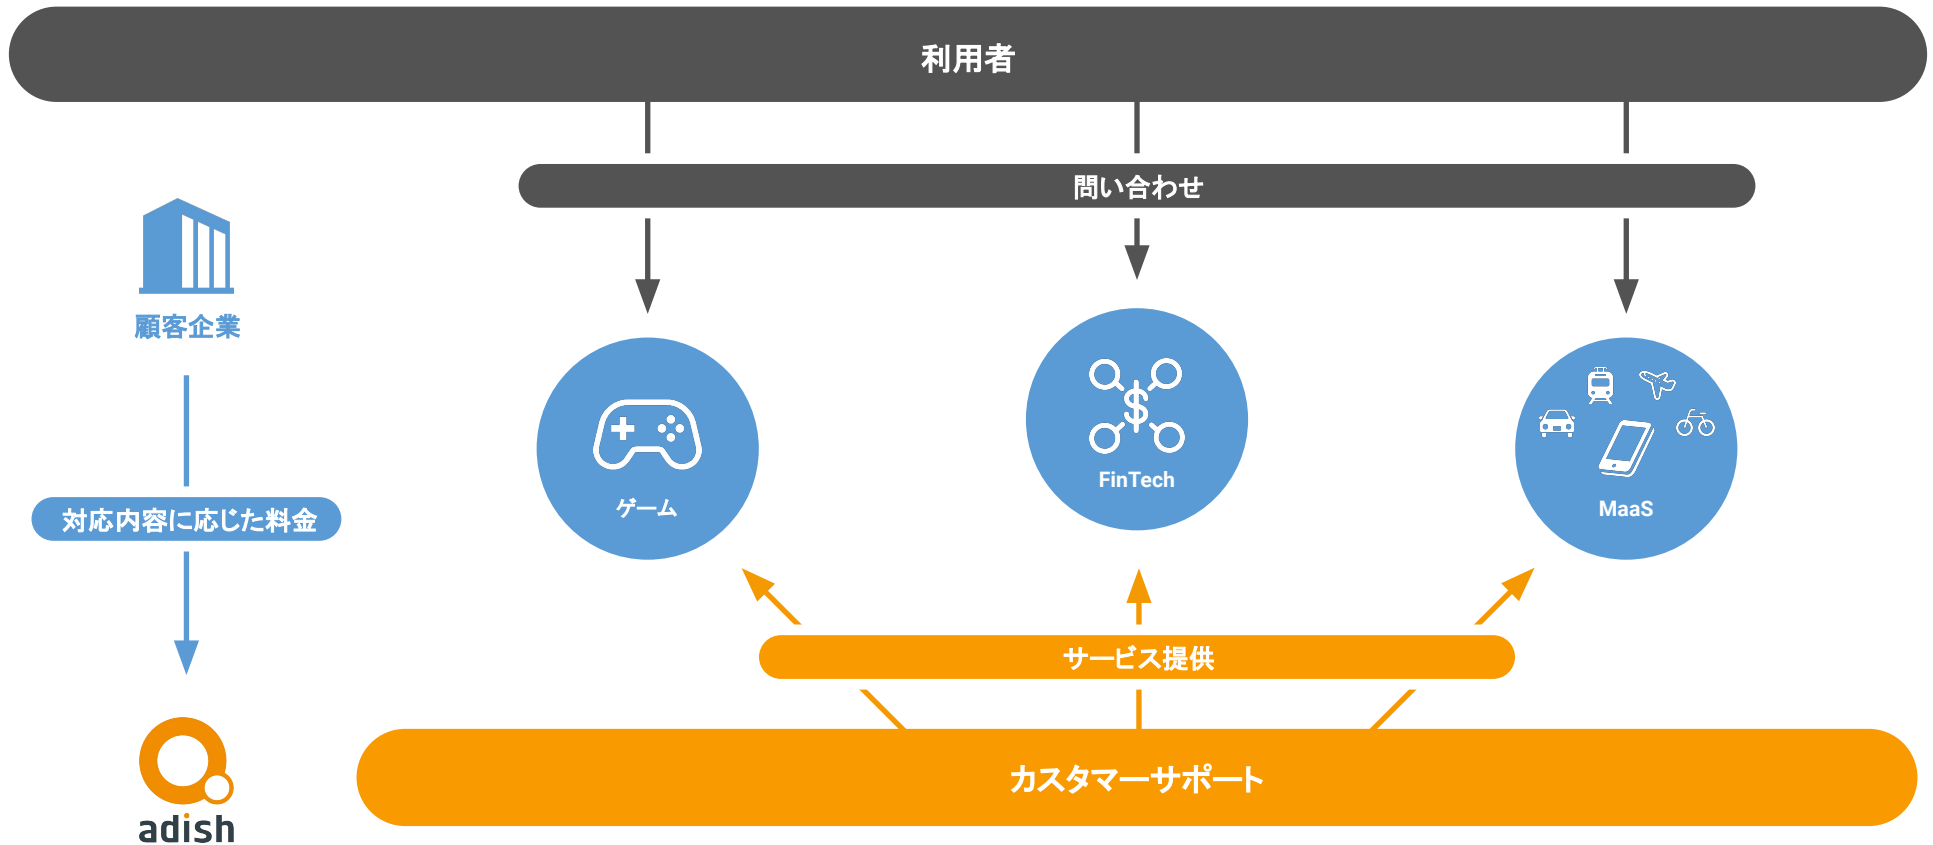 利用者
問い合わせ
顧客企業
対応内容に応じた料金
ゲーム
$
FinTech
MaaS
サービス提供
カスタマーサポート
adish